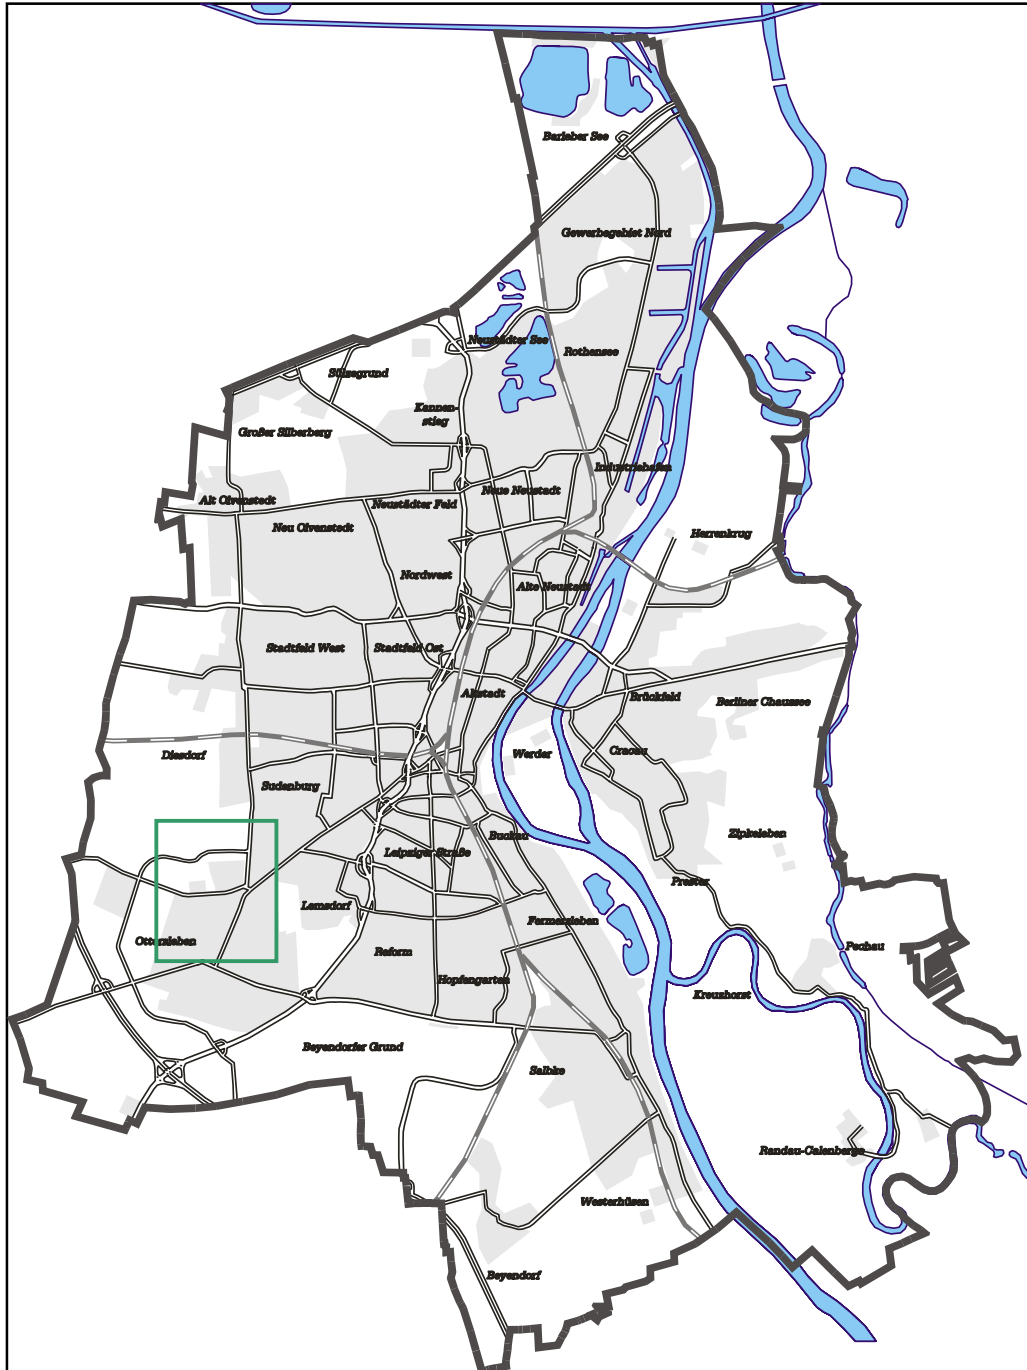 Barleber See
Gewerbegebiet Nord
Neustädter See
Rothensee
Sülzegrund
Kannen-
stieg
Großer Silberberg
Industriehafen
Alt Olvenstedt
Neustädter Feld
Neue Neustadt
Neu Olvenstedt
Herrenkrug
Nordwest
Alte Neustadt
Stadtfeld West
Stadtfeld Ost
Altstadt
Brückfeld
Berliner Chaussee
Diesdorf
Werder
Cracau
Sudenburg
Buckau
Zipkeleben
Leipziger Straße
Prester
Lemsdorf
Fermersleben
Ottersleben
Pechau
Reform
Hopfengarten
Kreuzhorst
Beyendorfer Grund
Salbke
Randau-Calenberge
Westerhüsen
Beyendorf